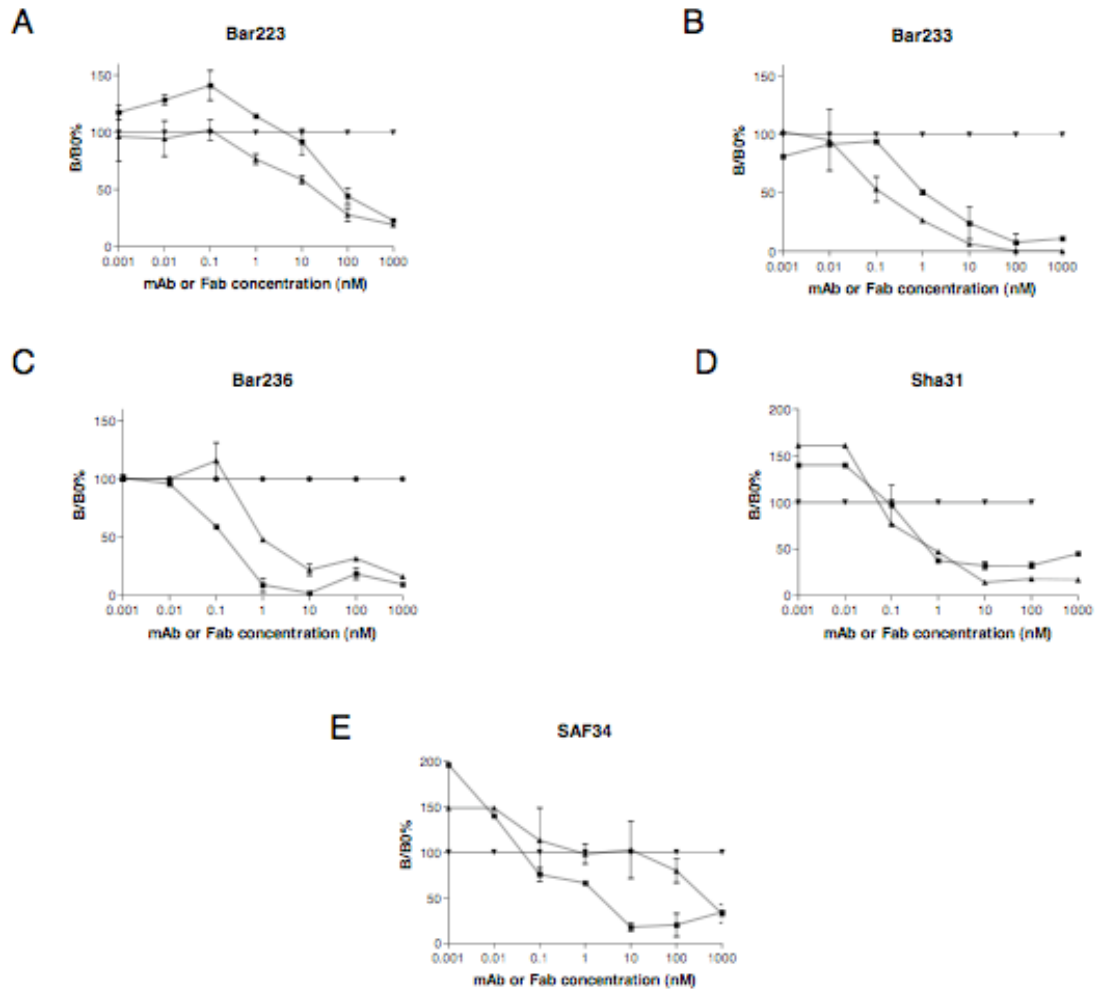 A
Bar223
150
100
50
0
B/B0%
0.001 0.01 0.1 1 10 100 1000
mAb or Fab concentration (nM)
B
Bar233
150
100
50
0
B/B0%
0.001 0.01 0.1 1 10 100 1000
mAb or Fab concentration (nM)
C
Bar236
150
100
50
0
B/B0%
0.001 0.01 0.1 1 10 100 1000
mAb or Fab concentration (nM)
D
Sha31
200
150
100
50
0
B/B0%
0.001 0.01 0.1 1 10 100 1000
mAb or Fab concentration (nM)
E
SAF34
200
150
100
50
0
B/B0%
0.001 0.01 0.1 1 10 100 1000
mAb or Fab concentration (nM)